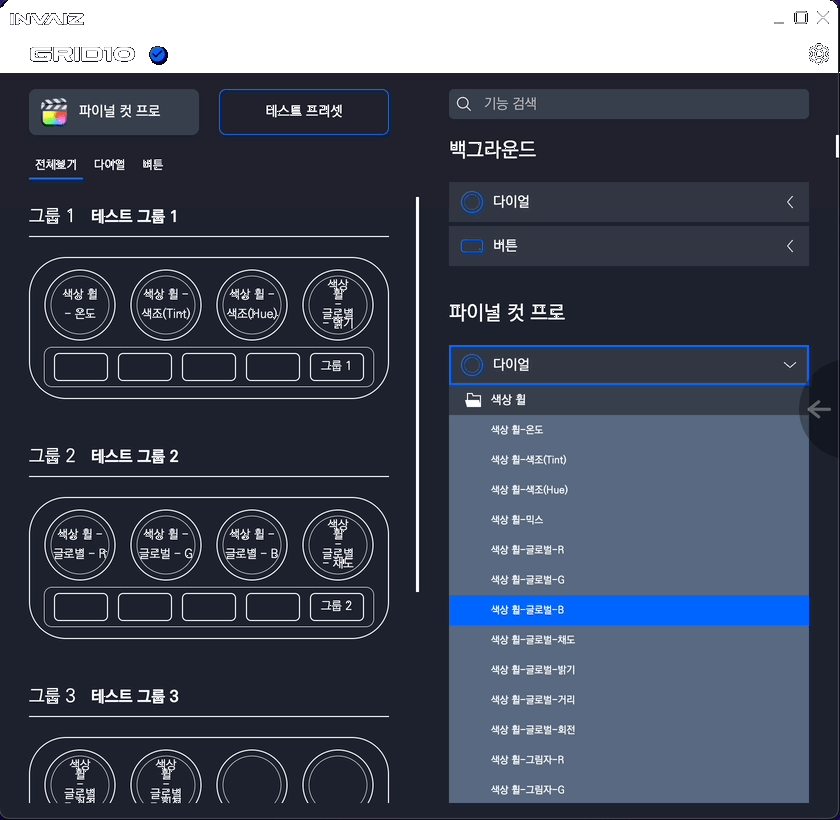 INVAIZ
GRID10
파이널 컷 프로
테스트 프리셋
전체보기 다이얼 버튼
그룹 1 테스트 그룹 1
색상 휠
- 온도
색상 휠 -
색조(Tint)
색상 휠 -
색조(Hue)
색상
휠
-
글로벌
- 밝기
그룹 1
그룹 2 테스트 그룹 2
색상 휠 -
글로벌 - R
색상 휠 -
글로벌 - G
색상 휠 -
글로벌 - B
색상
휠
-
글로벌
- 채도
그룹 2
그룹 3 테스트 그룹 3
색상
휠
-
글로벌
색상
휠
-
글로벌
기능 검색
백그라운드
다이얼
버튼
파이널 컷 프로
다이얼
색상 휠
색상 휠-온도
색상 휠-색조(Tint)
색상 휠-색조(Hue)
색상 휠-믹스
색상 휠-글로벌-R
색상 휠-글로벌-G
색상 휠-글로벌-B
색상 휠-글로벌-채도
색상 휠-글로벌-밝기
색상 휠-글로벌-거리
색상 휠-글로벌-회전
색상 휠-그림자-R
색상 휠-그림자-G